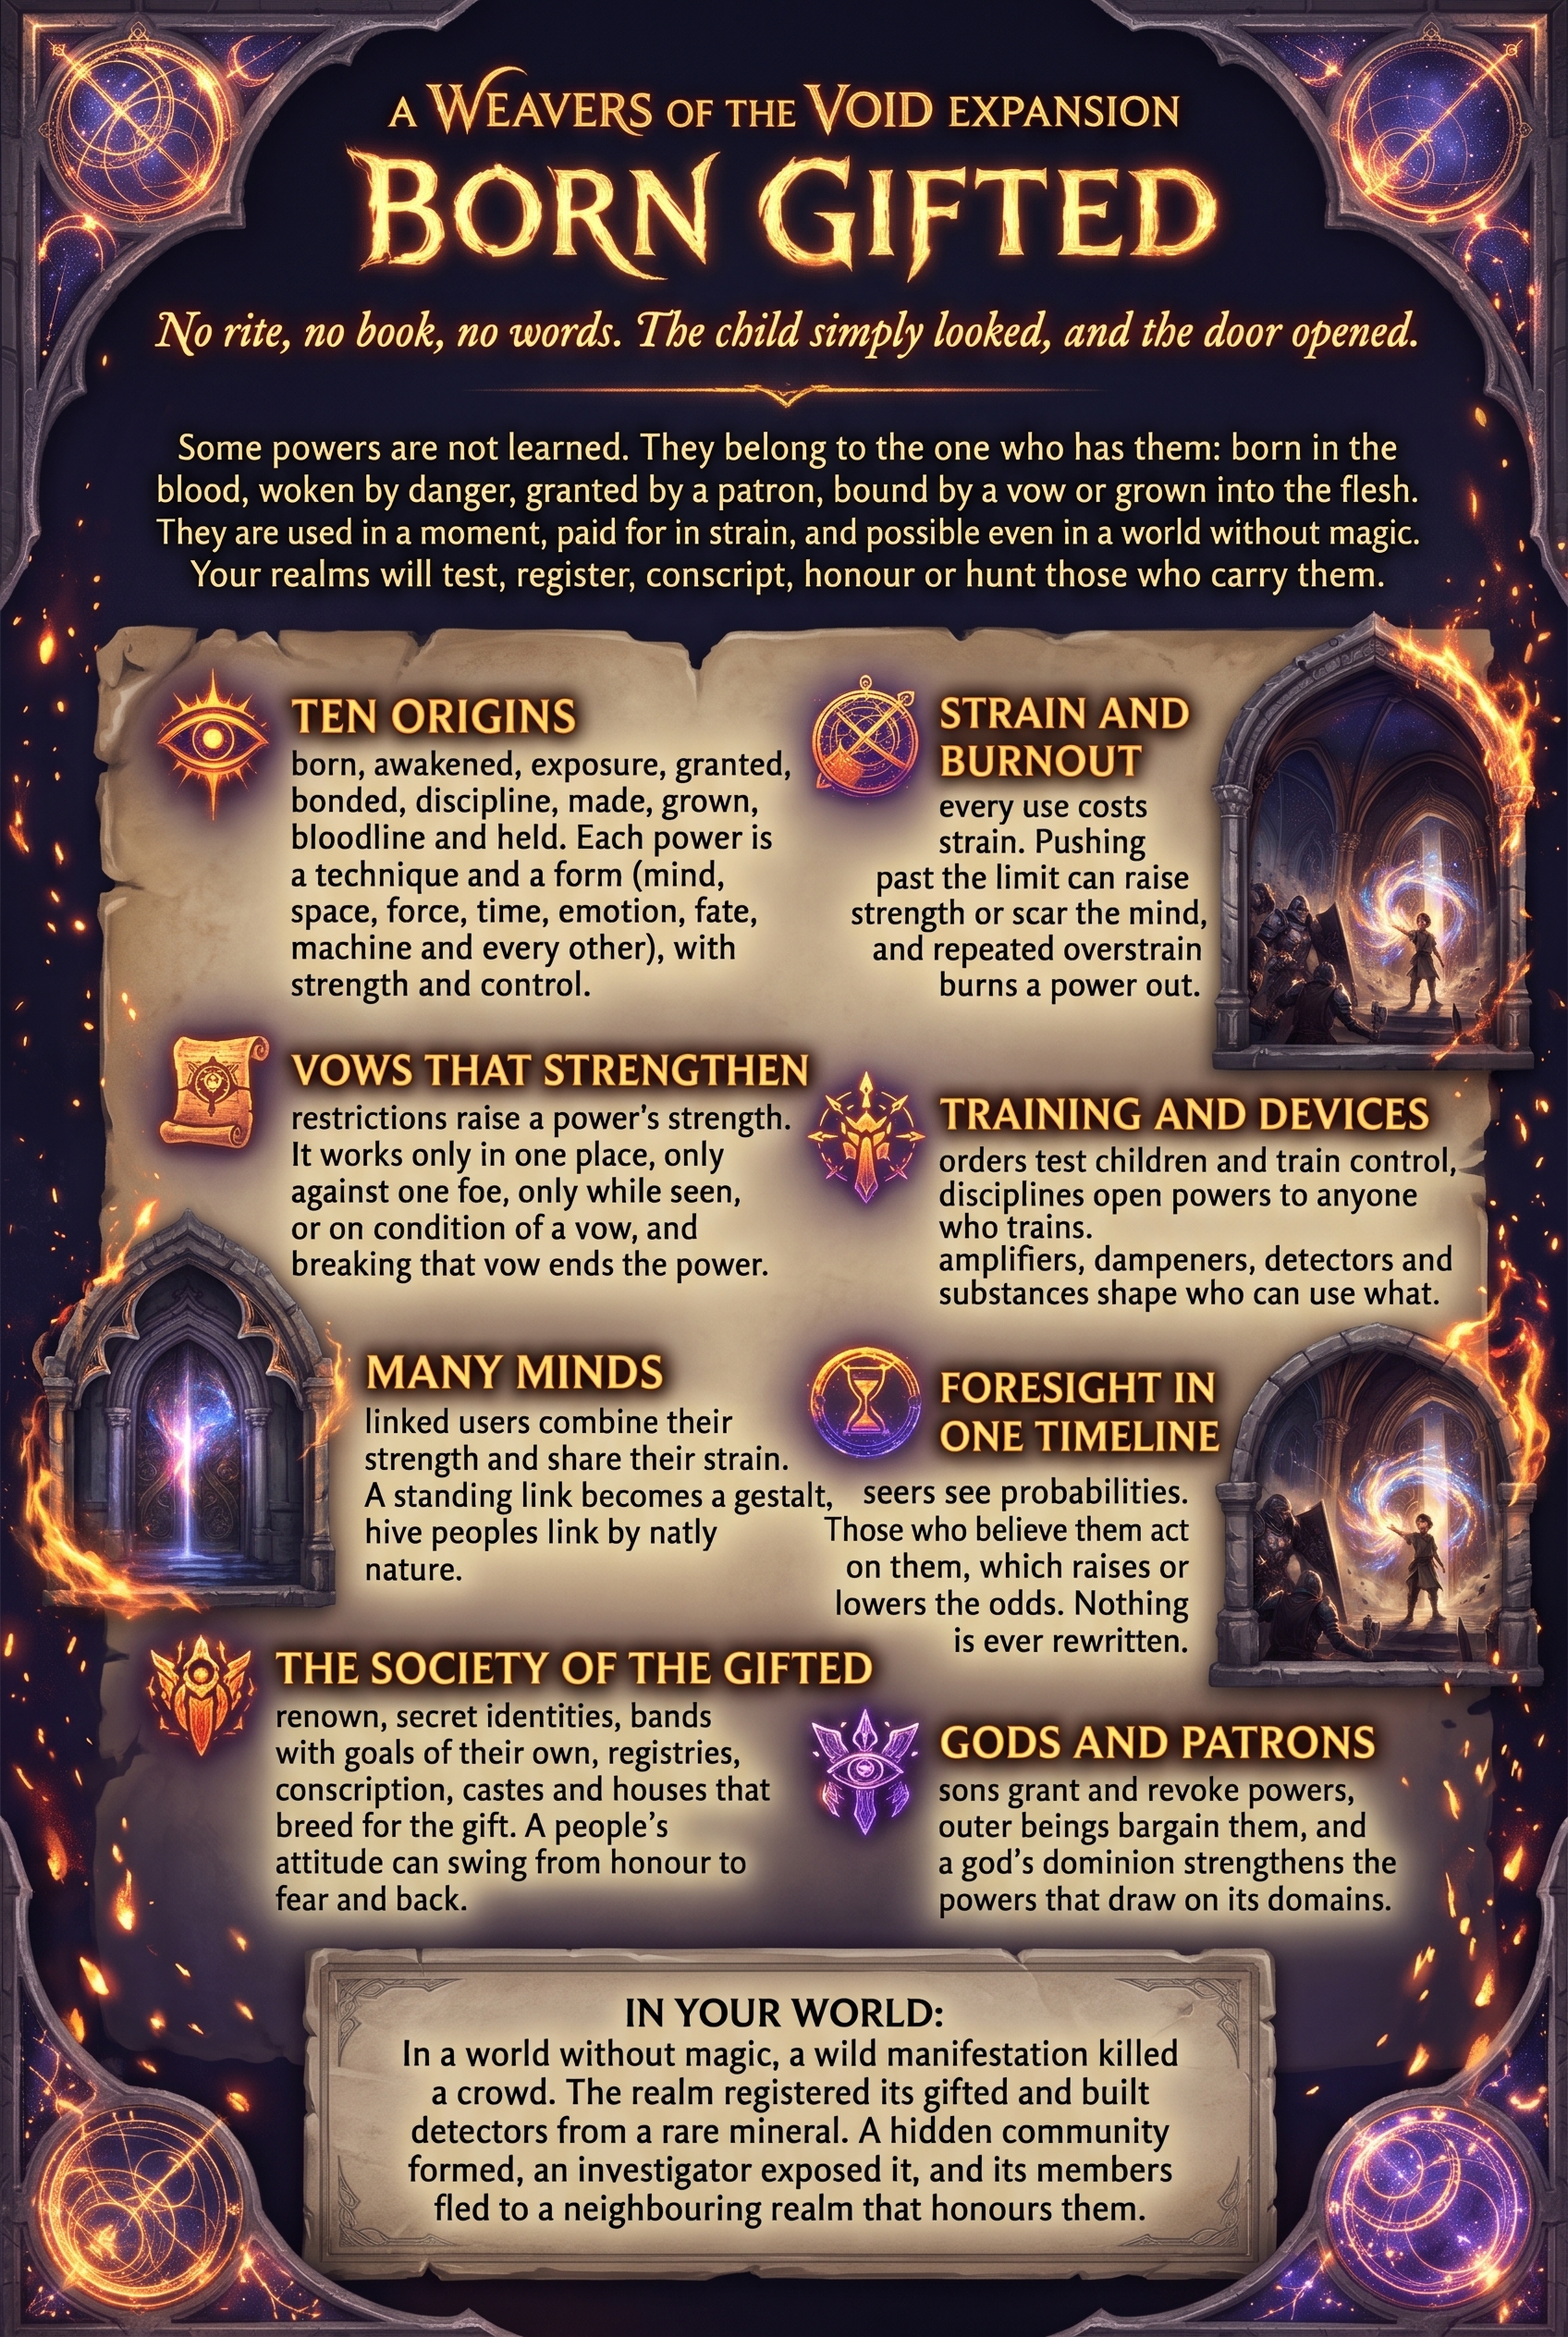 A WEAVERS OF THE VOID EXPANSION
BORN GIFTED
No rite, no book, no words. The child simply looked, and the door opened.
Some powers are not learned. They belong to the one who has them: born in the
blood, woken by danger, granted by a patron, bound by a vow or grown into the flesh.
They are used in a moment, paid for in strain, and possible even in a world without magic.
Your realms will test, register, conscript, honour or hunt those who carry them.
TEN ORIGINS
born, awakened, exposure, granted,
bonded, discipline, made, grown,
bloodline and held. Each power is
a technique and a form (mind,
space, force, time, emotion, fate,
machine and every other), with
strength and control.
STRAIN AND
BURNOUT
every use costs
strain. Pushing
past the limit can raise
strength or scar the mind,
and repeated overstrain
burns a power out.
VOWS THAT STRENGTHEN
restrictions raise a power's strength.
It works only in one place, only
against one foe, only while seen,
or on condition of a vow, and
breaking that vow ends the power.
TRAINING AND DEVICES
orders test children and train control,
disciplines open powers to anyone
who trains.
amplifiers, dampeners, detectors and
substances shape who can use what.
MANY MINDS
linked users combine their
strength and share their strain.
A standing link becomes a gestalt,
hive peoples link by natly
nature.
FORESIGHT IN
ONE TIMELINE
seers see probabilities.
Those who believe them act
on them, which raises or
lowers the odds. Nothing
is ever rewritten.
THE SOCIETY OF THE GIFTED
renown, secret identities, bands
with goals of their own, registries,
conscription, castes and houses that
breed for the gift. A people's
attitude can swing from honour to
fear and back.
GODS AND PATRONS
sons grant and revoke powers,
outer beings bargain them, and
a god's dominion strengthens the
powers that draw on its domains.
IN YOUR WORLD:
In a world without magic, a wild manifestation killed
a crowd. The realm registered its gifted and built
detectors from a rare mineral. A hidden community
formed, an investigator exposed it, and its members
fled to a neighbouring realm that honours them.